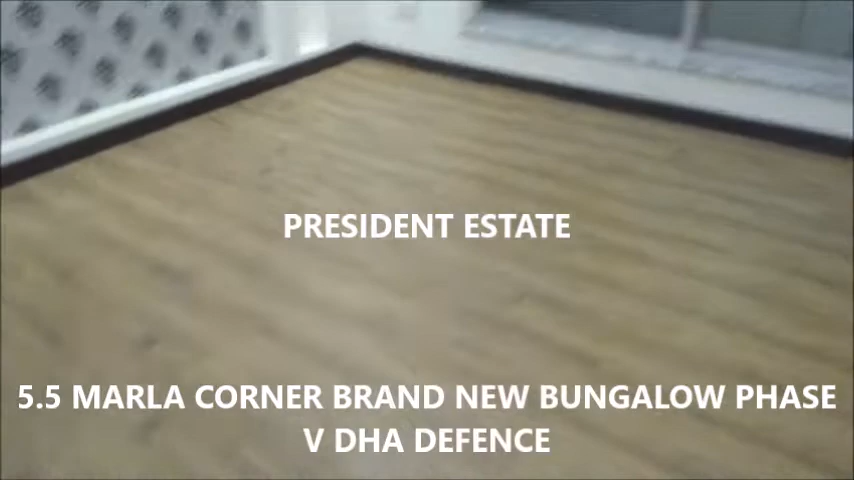 PRESIDENT ESTATE
5.5 MARLA CORNER BRAND NEW BUNGALOW PHASE
V DHA DEFENCE